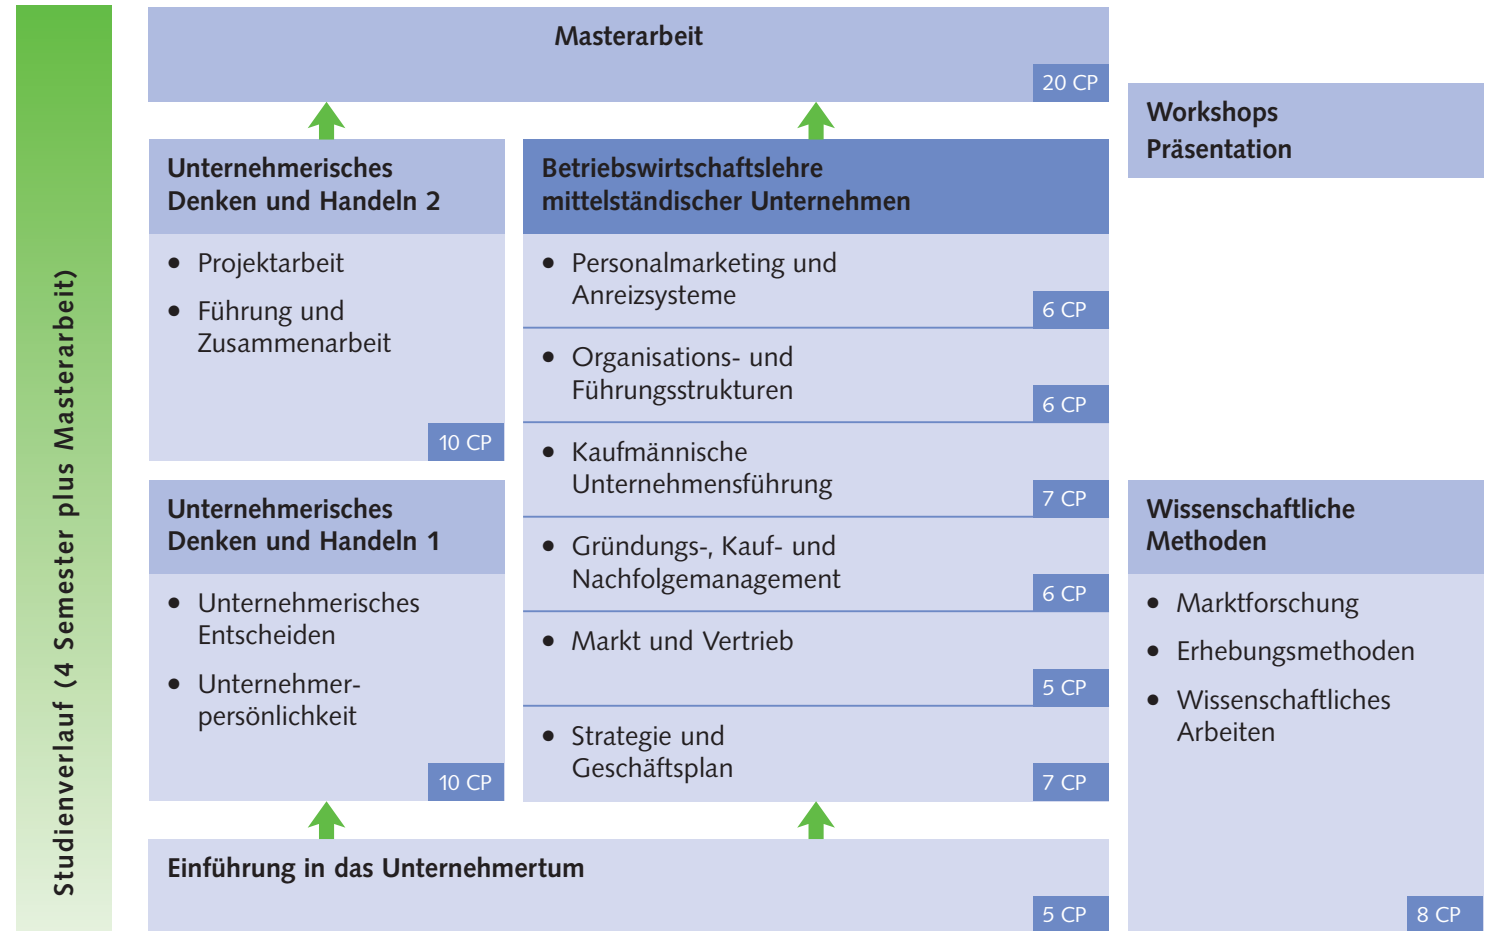 Studienverlauf (4 Semester plus Masterarbeit)
Masterarbeit
20 CP
Unternehmerisches
Denken und Handeln 2
• Projektarbeit
• Führung und
Zusammenarbeit
10 CP
Unternehmerisches
Denken und Handeln 1
• Unternehmerisches
Entscheiden
• Unternehmer-
persönlichkeit
10 CP
Betriebswirtschaftslehre
mittelständischer Unternehmen
• Personalmarketing und
Anreizsysteme
6 CP
• Organisations- und
Führungsstrukturen
6 CP
• Kaufmännische
Unternehmensführung
7 CP
• Gründungs-, Kauf- und
Nachfolgemanagement
6 CP
• Markt und Vertrieb
5 CP
• Strategie und
Geschäftsplan
7 CP
Einführung in das Unternehmertum
5 CP
Workshops
Präsentation
Wissenschaftliche
Methoden
• Marktforschung
• Erhebungsmethoden
• Wissenschaftliches
Arbeiten
8 CP